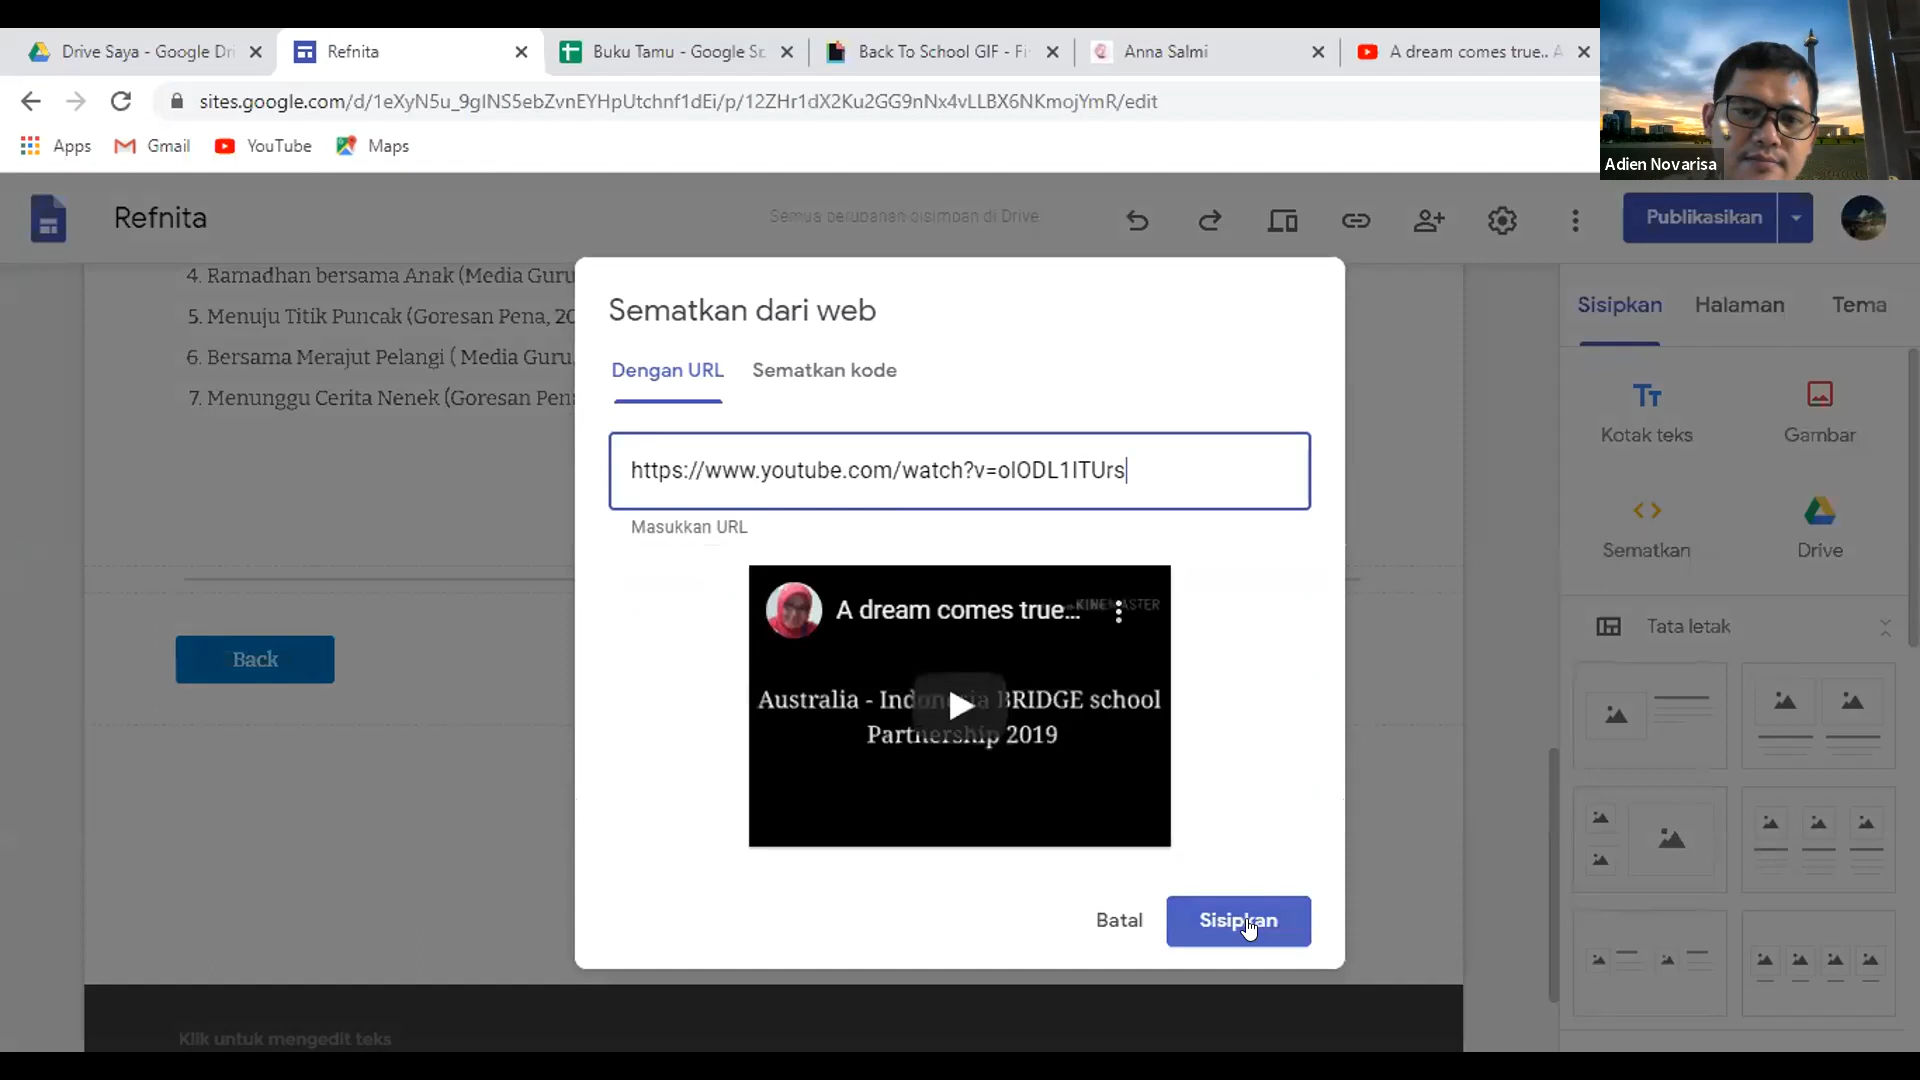 Drive Saya - Google Dri
Refnita
Buku Tamu - Google Sp
Back To School GIF - Fi
Anna Salmi
A dream comes true.. A
sites.google.com/d/1eXyN5u_9gINS5ebZvnEYHpUtchnf1dEi/p/12ZHr1dX2Ku2GG9nNx4vLLBX6NKmojYmR/edit
Apps
Gmail
YouTube
Maps
Adien Novarisa
Refnita
Semua perubahan disimpan di Drive
Publikasikan
4. Ramadhan bersama Anak (Media Guru
5. Menuju Titik Puncak (Goresan Pena, 20
6. Bersama Merajut Pelangi ( Media Guru,
7. Menunggu Cerita Nenek (Goresan Pena
Back
Klik untuk mengedit teks
Sematkan dari web
Dengan URL
Sematkan kode
https://www.youtube.com/watch?v=olODL1ITUrs
Masukkan URL
A dream comes true...
KINEMASTER
Australia - Indonesia BRIDGE school
Partnership 2019
Batal
Sisipkan
Sisipkan
Halaman
Tema
Kotak teks
Gambar
Sematkan
Drive
Tata letak